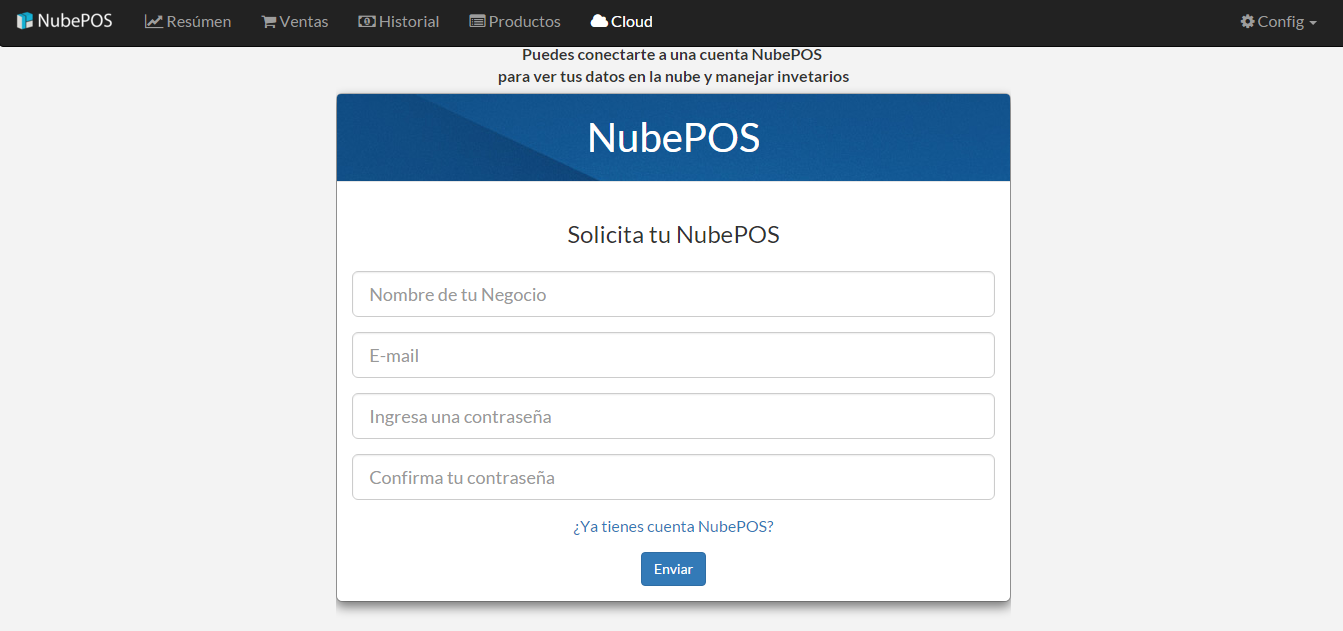 NubePOS Resúmen Ventas Historial Productos Cloud Config
Puedes conectarte a una cuenta NubePOS
para ver tus datos en la nube y manejar invetarios
NubePOS
Solicita tu NubePOS
Nombre de tu Negocio
E-mail
Ingresa una contraseña
Confirma tu contraseña
¿Ya tienes cuenta NubePOS?
Enviar